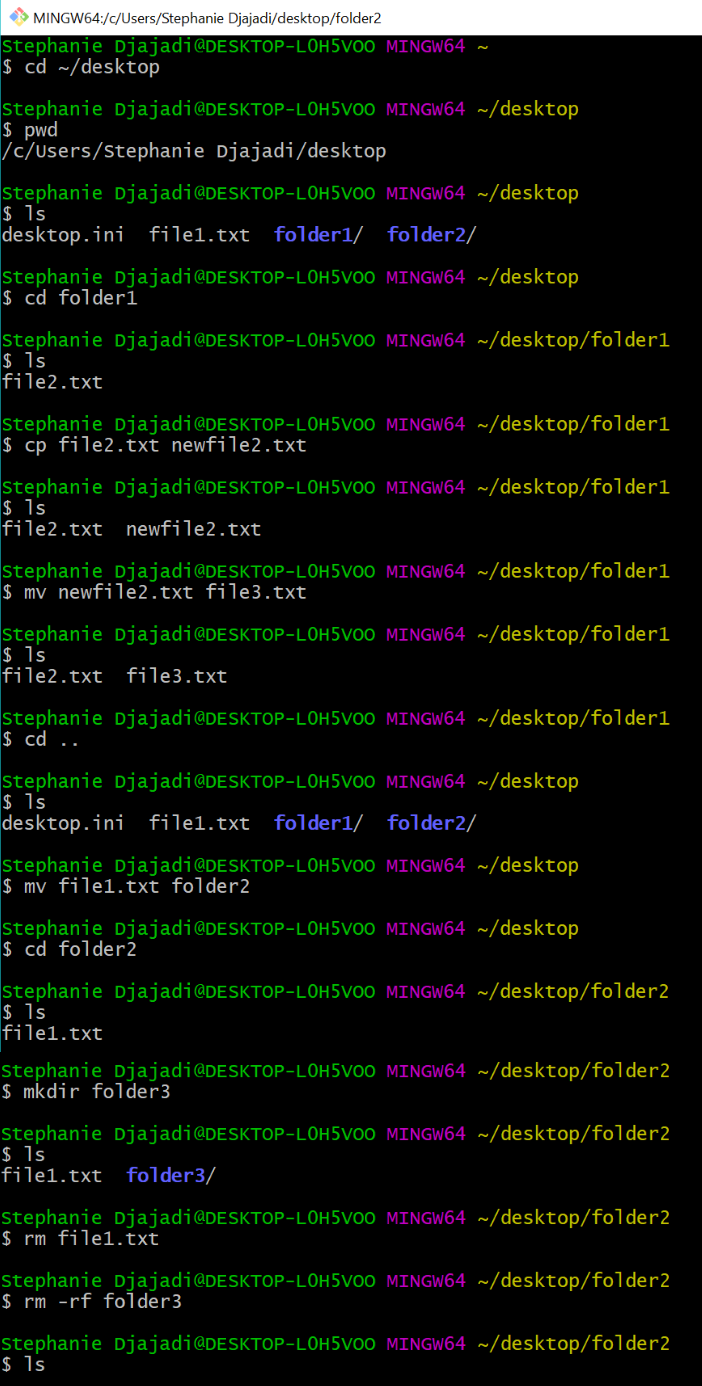 MINGW64:/c/Users/Stephanie Djajadi/desktop/folder2
Stephanie Djajadi@DESKTOP-L0H5VOO MINGW64 ~
$ cd ~/desktop
Stephanie Djajadi@DESKTOP-L0H5VOO MINGW64 ~/desktop
$ pwd
/c/Users/Stephanie Djajadi/desktop
Stephanie Djajadi@DESKTOP-L0H5VOO MINGW64 ~/desktop
$ ls
desktop.ini  file1.txt  folder1/  folder2/
Stephanie Djajadi@DESKTOP-L0H5VOO MINGW64 ~/desktop
$ cd folder1
Stephanie Djajadi@DESKTOP-L0H5VOO MINGW64 ~/desktop/folder1
$ ls
file2.txt
Stephanie Djajadi@DESKTOP-L0H5VOO MINGW64 ~/desktop/folder1
$ cp file2.txt newfile2.txt
Stephanie Djajadi@DESKTOP-L0H5VOO MINGW64 ~/desktop/folder1
$ ls
file2.txt  newfile2.txt
Stephanie Djajadi@DESKTOP-L0H5VOO MINGW64 ~/desktop/folder1
$ mv newfile2.txt file3.txt
Stephanie Djajadi@DESKTOP-L0H5VOO MINGW64 ~/desktop/folder1
$ ls
file2.txt  file3.txt
Stephanie Djajadi@DESKTOP-L0H5VOO MINGW64 ~/desktop/folder1
$ cd ..
Stephanie Djajadi@DESKTOP-L0H5VOO MINGW64 ~/desktop
$ ls
desktop.ini  file1.txt  folder1/  folder2/
Stephanie Djajadi@DESKTOP-L0H5VOO MINGW64 ~/desktop
$ mv file1.txt folder2
Stephanie Djajadi@DESKTOP-L0H5VOO MINGW64 ~/desktop
$ cd folder2
Stephanie Djajadi@DESKTOP-L0H5VOO MINGW64 ~/desktop/folder2
$ ls
file1.txt
Stephanie Djajadi@DESKTOP-L0H5VOO MINGW64 ~/desktop/folder2
$ mkdir folder3
Stephanie Djajadi@DESKTOP-L0H5VOO MINGW64 ~/desktop/folder2
$ ls
file1.txt  folder3/
Stephanie Djajadi@DESKTOP-L0H5VOO MINGW64 ~/desktop/folder2
$ rm file1.txt
Stephanie Djajadi@DESKTOP-L0H5VOO MINGW64 ~/desktop/folder2
$ rm -rf folder3
Stephanie Djajadi@DESKTOP-L0H5VOO MINGW64 ~/desktop/folder2
$ ls